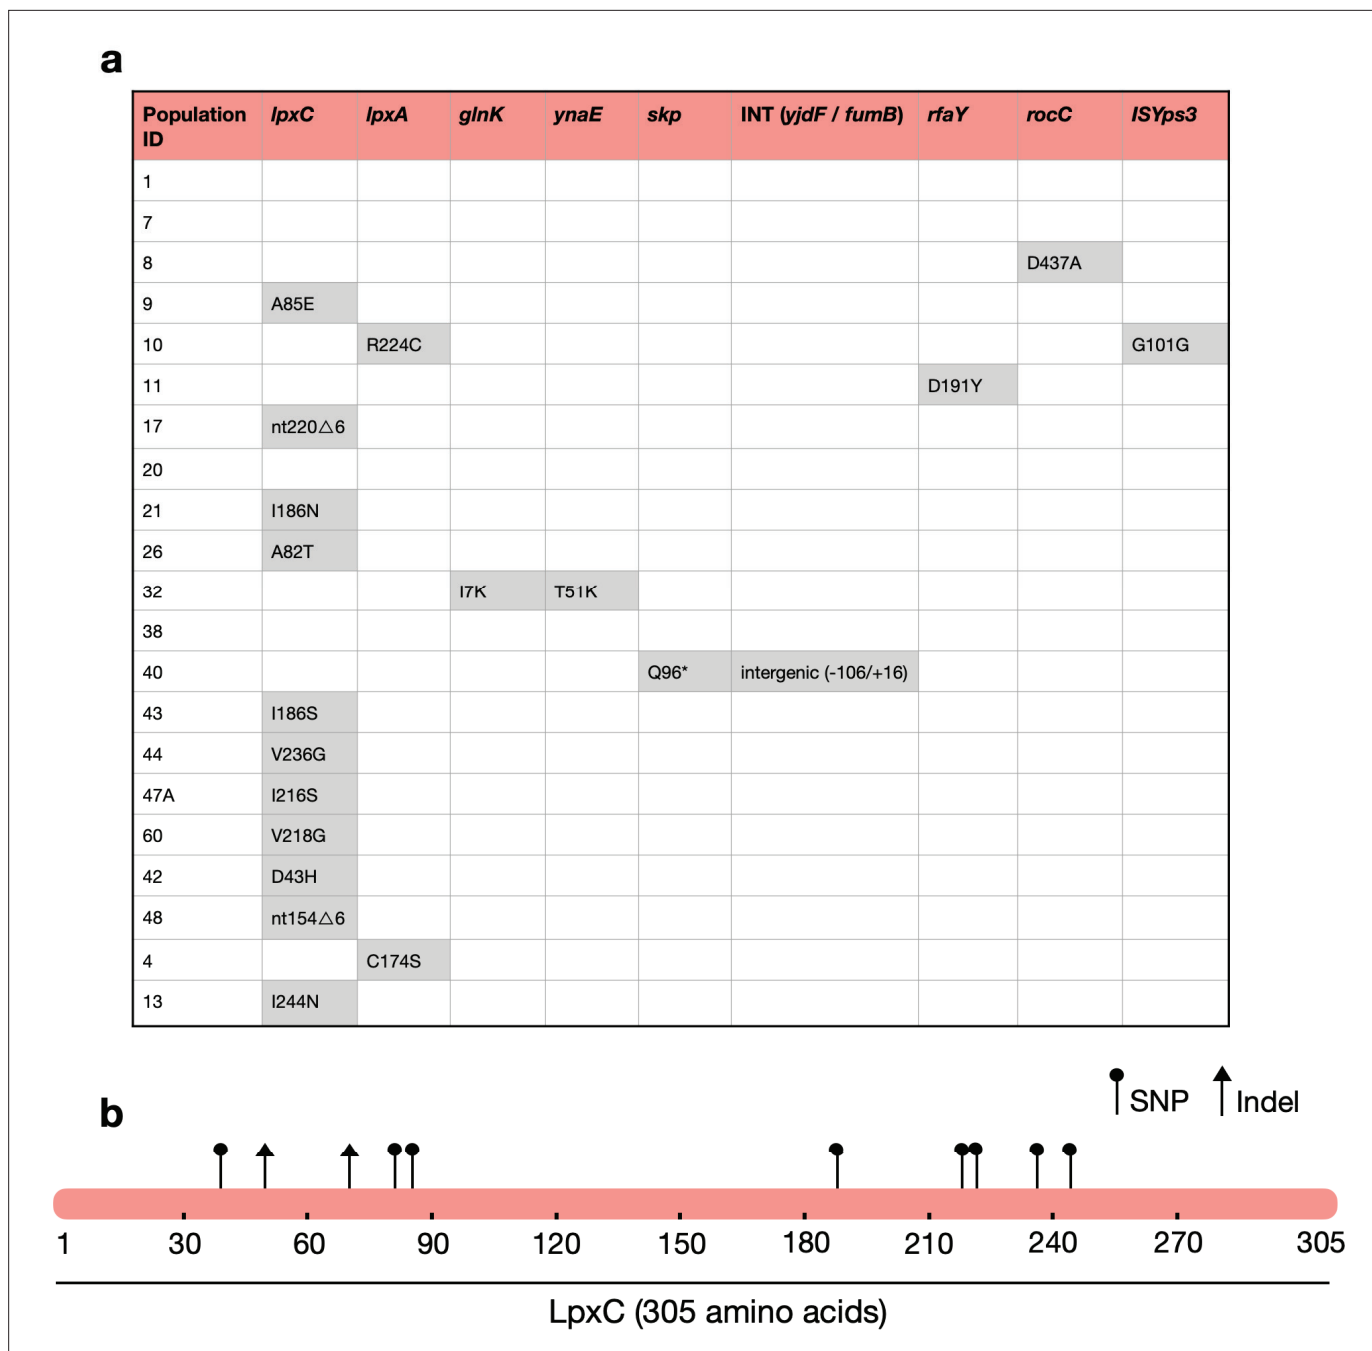 a
Population ID lpxC lpxA glnK ynaE skp INT (yjdF / fumB) rfaY rocC ISYps3
1
7
8 D437A
9 A85E
10 R224C G101G
11 D191Y
17 nt220△6
20
21 I186N
26 A82T
32 I7K T51K
38
40 Q96* intergenic (-106/+16)
43 I186S
44 V236G
47A I216S
60 V218G
42 D43H
48 nt154△6
4 C174S
13 I244N
b
SNP Indel
1 30 60 90 120 150 180 210 240 270 305
LpxC (305 amino acids)